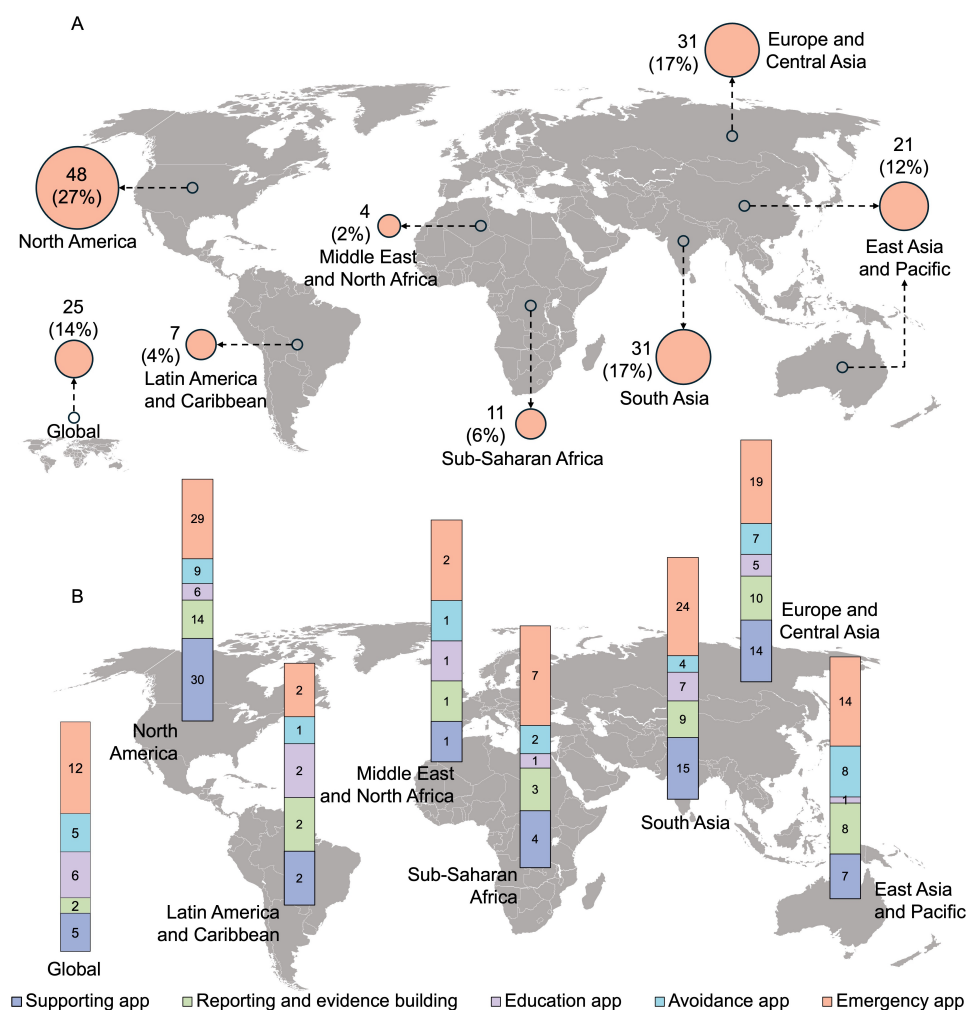 A
31
(17%)
Europe and
Central Asia
21
(12%)
East Asia
and Pacific
48
(27%)
North America
4
(2%)
Middle East
and North Africa
25
(14%)
Global
7
(4%)
Latin America
and Caribbean
11
(6%)
Sub-Saharan Africa
31
(17%)
South Asia
B
29
9
6
14
30
North
America
12
5
6
2
5
Global
2
1
2
2
2
Latin America
and Caribbean
2
1
1
1
1
Middle East
and North Africa
7
2
1
3
4
Sub-Saharan
Africa
24
4
7
9
15
South Asia
19
7
5
10
14
Europe and
Central Asia
14
8
1
8
7
East Asia
and Pacific
Supporting app
Reporting and evidence building
Education app
Avoidance app
Emergency app